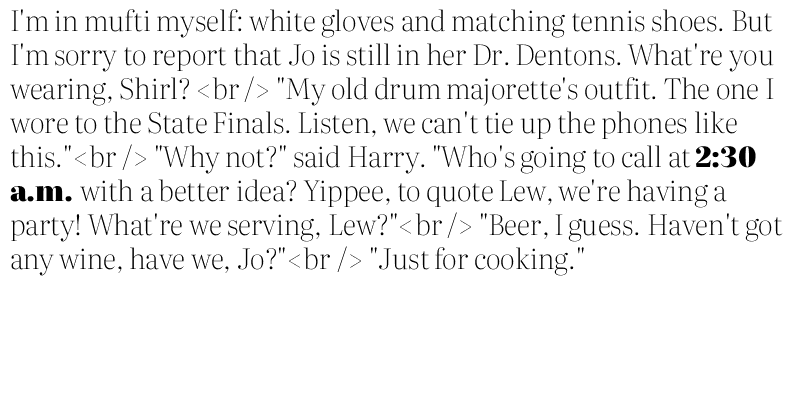 I'm in mufti myself: white gloves and matching tennis shoes. But
I'm sorry to report that Jo is still in her Dr. Dentons. What're you
wearing, Shirl? <br /> "My old drum majorette's outfit. The one I
wore to the State Finals. Listen, we can't tie up the phones like
this."<br /> "Why not?" said Harry. "Who's going to call at 2:30
a.m. with a better idea? Yippee, to quote Lew, we're having a
party! What're we serving, Lew?"<br /> "Beer, I guess. Haven't got
any wine, have we, Jo?"<br /> "Just for cooking."